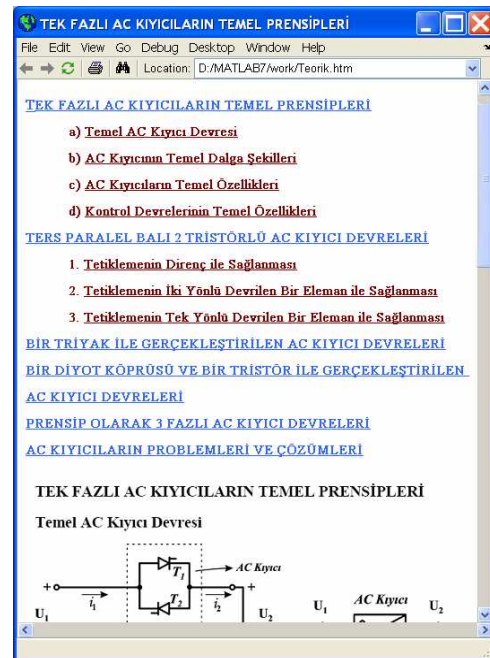 TEK FAZLI AC KIYICILARIN TEMEL PRENSİPLERİ
File Edit View Go Debug Desktop Window Help
Location: D:/MATLAB7/work/Teorik.htm
TEK FAZLI AC KIYICILARIN TEMEL PRENSİPLERİ
a) Temel AC Kıyıcı Devresi
b) AC Kıyıcının Temel Dalga Şekilleri
c) AC Kıyıcıların Temel Özellikleri
d) Kontrol Devrelerinin Temel Özellikleri
TERS PARALEL BALI 2 TRİSTÖRLÜ AC KIYICI DEVRELERİ
1. Tetiklemenin Direnç ile Sağlanması
2. Tetiklemenin İki Yönlü Devrilen Bir Eleman ile Sağlanması
3. Tetiklemenin Tek Yönlü Devrilen Bir Eleman ile Sağlanması
BİR TRİYAK İLE GERÇEKLEŞTİRİLEN AC KIYICI DEVRELERİ
BİR DİYOT KÖPRÜSÜ VE BİR TRİSTÖR İLE GERÇEKLEŞTİRİLEN
AC KIYICI DEVRELERİ
PRENSİP OLARAK 3 FAZLI AC KIYICI DEVRELERİ
AC KIYICILARIN PROBLEMLERİ VE ÇÖZÜMLERİ
TEK FAZLI AC KIYICILARIN TEMEL PRENSİPLERİ
Temel AC Kıyıcı Devresi
T1 AC Kıyıcı
+ i1 T2 i2 +
U1 U2 U1 AC Kıyıcı U2